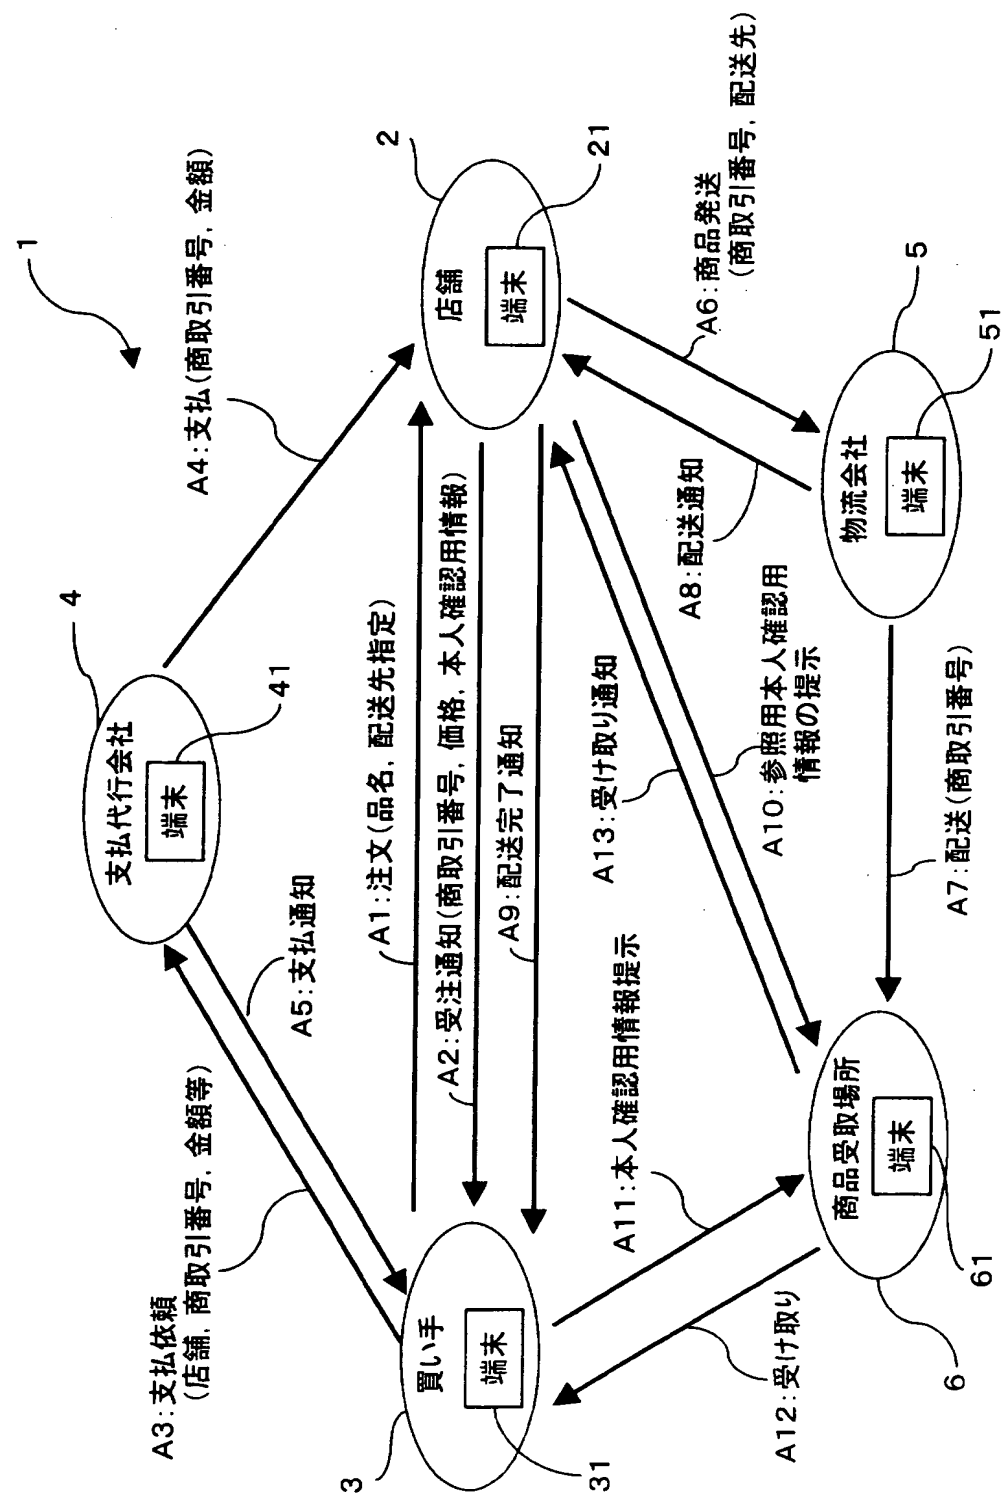 1
4
支払代行会社
端末
41
A3:支払依頼
(店舗, 商取引番号, 金額等)
A5:支払通知
A4:支払(商取引番号, 金額)
3
買い手
端末
31
2
店舗
端末
21
A1:注文(品名, 配送先指定)
A2:受注通知(商取引番号, 価格, 本人確認用情報)
A9:配送完了通知
A11:本人確認用情報提示
A12:受け取り
A13:受け取り通知
A10:参照用本人確認用
情報の提示
A8:配送通知
A6:商品発送
(商取引番号, 配送先)
6
商品受取場所
端末
61
A7:配送(商取引番号)
5
物流会社
端末
51